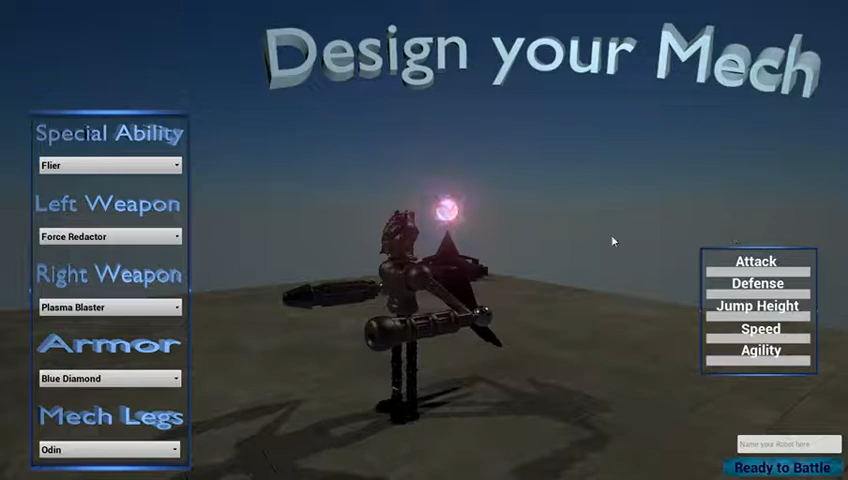 Design your Mech
Special Ability
Flier
Left Weapon
Force Redactor
Right Weapon
Plasma Blaster
Armor
Blue Diamond
Mech Legs
Odin
Attack
Defense
Jump Height
Speed
Agility
Name your Robot here
Ready to Battle